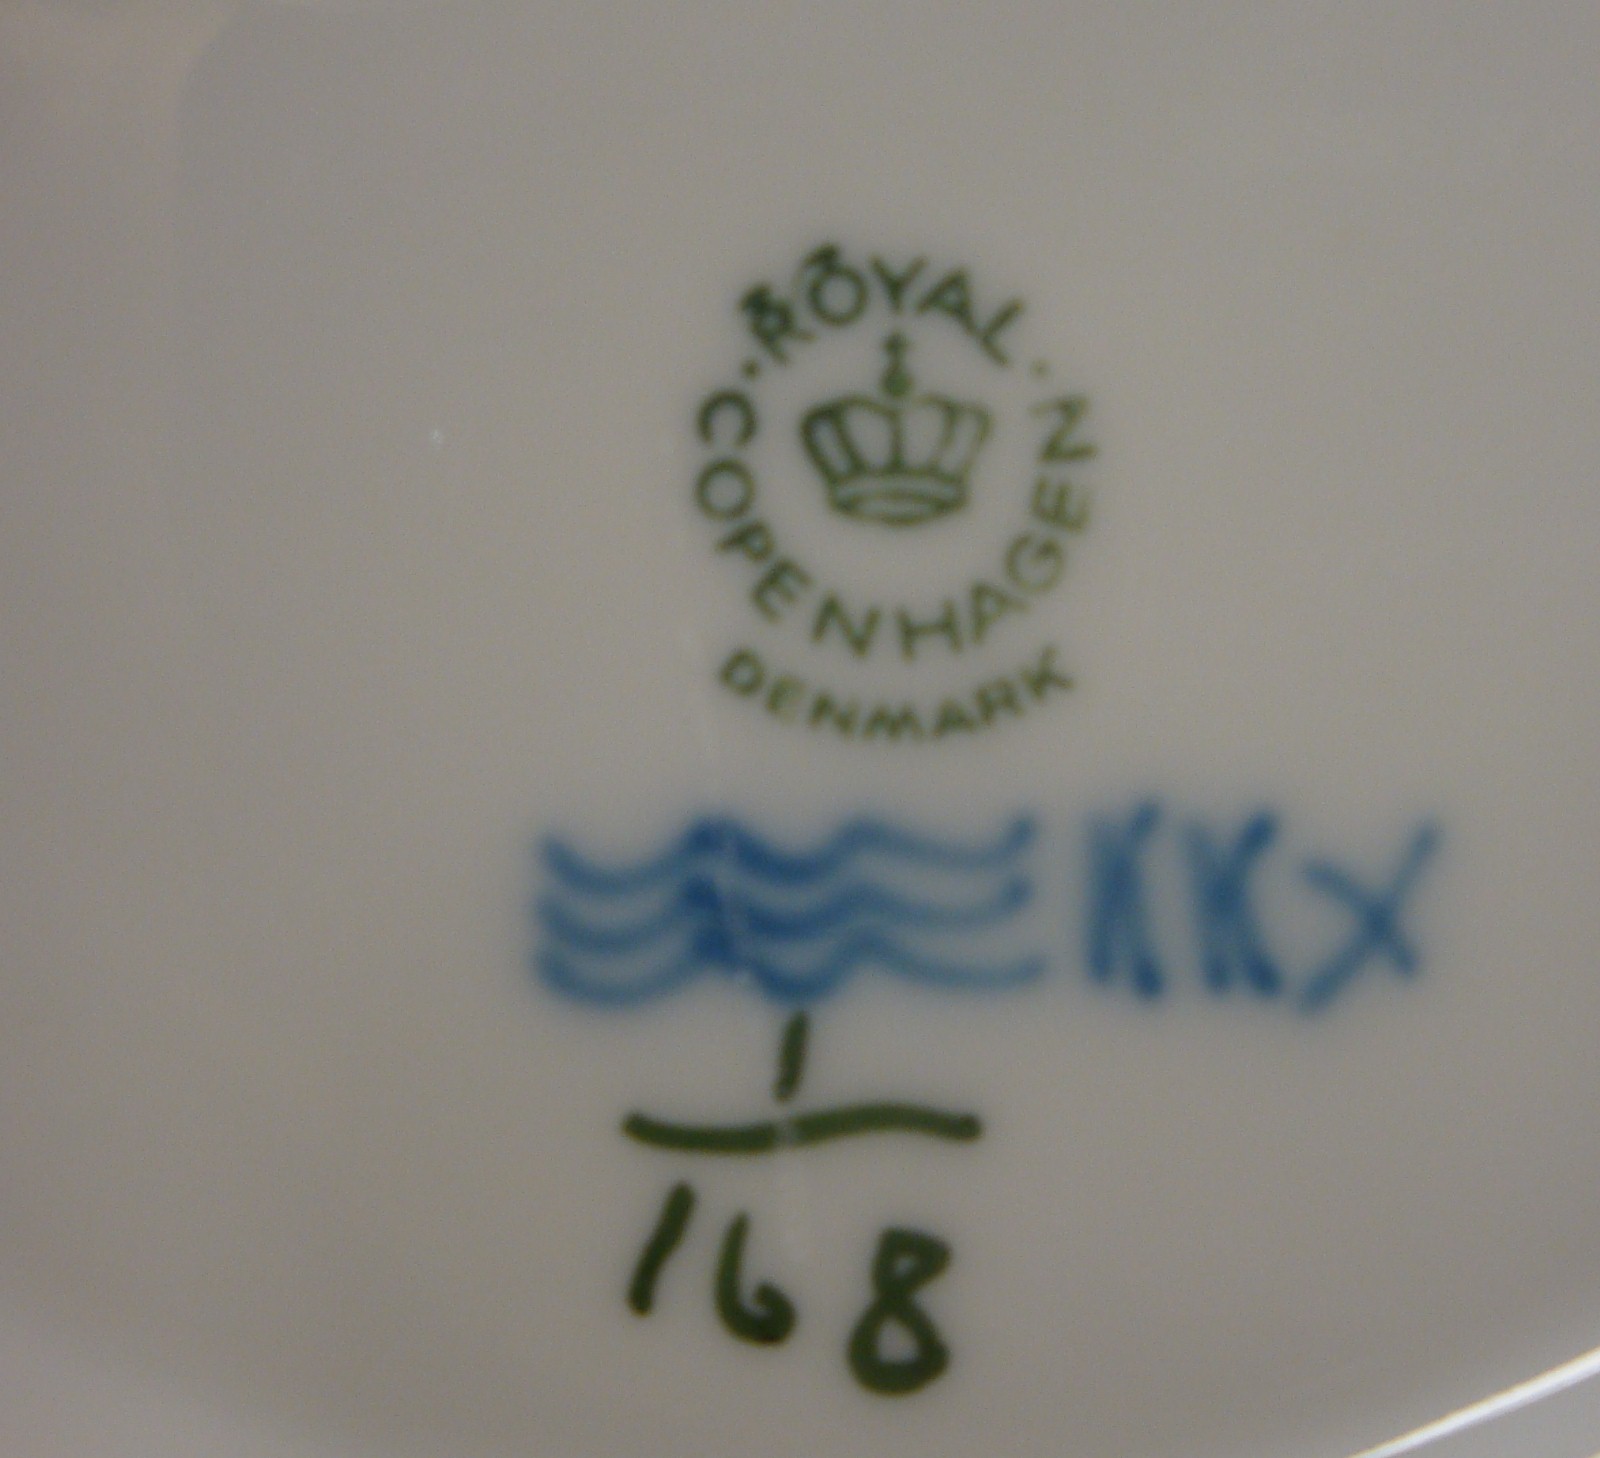 ROYAL
COPENHAGEN
DENMARK
KKX
1
168